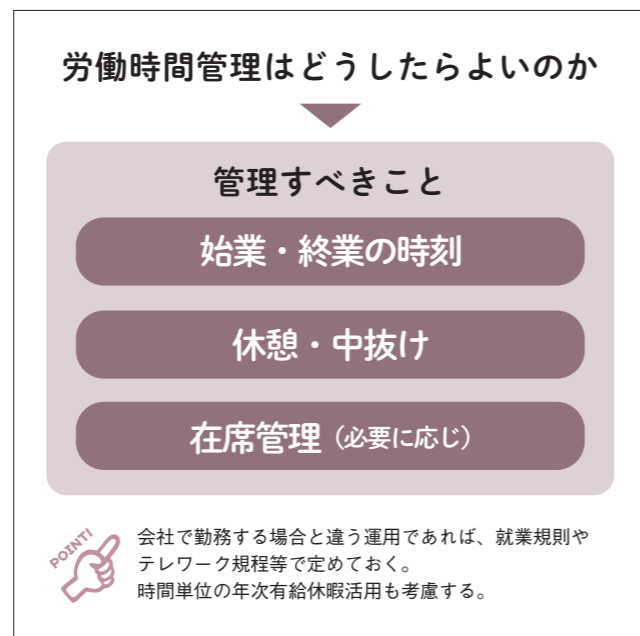 労働時間管理はどうしたらよいのか
管理すべきこと
始業・終業の時刻
休憩・中抜け
在席管理（必要に応じ）
POINT!
会社で勤務する場合と違う運用であれば、就業規則や
テレワーク規程等で定めておく。
時間単位の年次有給休暇活用も考慮する。